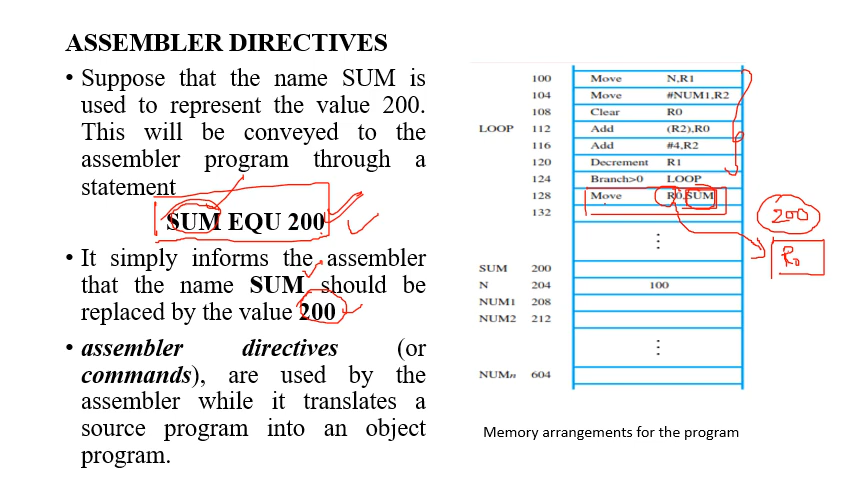 ASSEMBLER DIRECTIVES
• Suppose that the name SUM is
used to represent the value 200.
This will be conveyed to the
assembler program through a
statement
SUM EQU 200
• It simply informs the assembler
that the name SUM should be
replaced by the value 200
• assembler directives (or
commands), are used by the
assembler while it translates a
source program into an object
program.
100 Move N,R1
104 Move #NUM1,R2
108 Clear R0
LOOP 112 Add (R2),R0
116 Add #4,R2
120 Decrement R1
124 Branch>0 LOOP
128 Move R0,SUM
132
200
R0
⋮
SUM 200
N 204 100
NUM1 208
NUM2 212
⋮
NUMn 604
Memory arrangements for the program